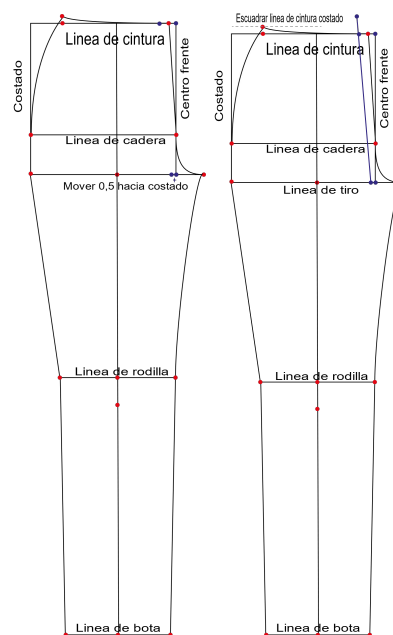 Linea de cintura
Costado
Centro frente
Linea de cadera
Mover 0,5 hacia costado
Linea de rodilla
Linea de bota
Escuadrar linea de cintura costado
Linea de cintura
Costado
Centro frente
Linea de cadera
Linea de tiro
Linea de rodilla
Linea de bota